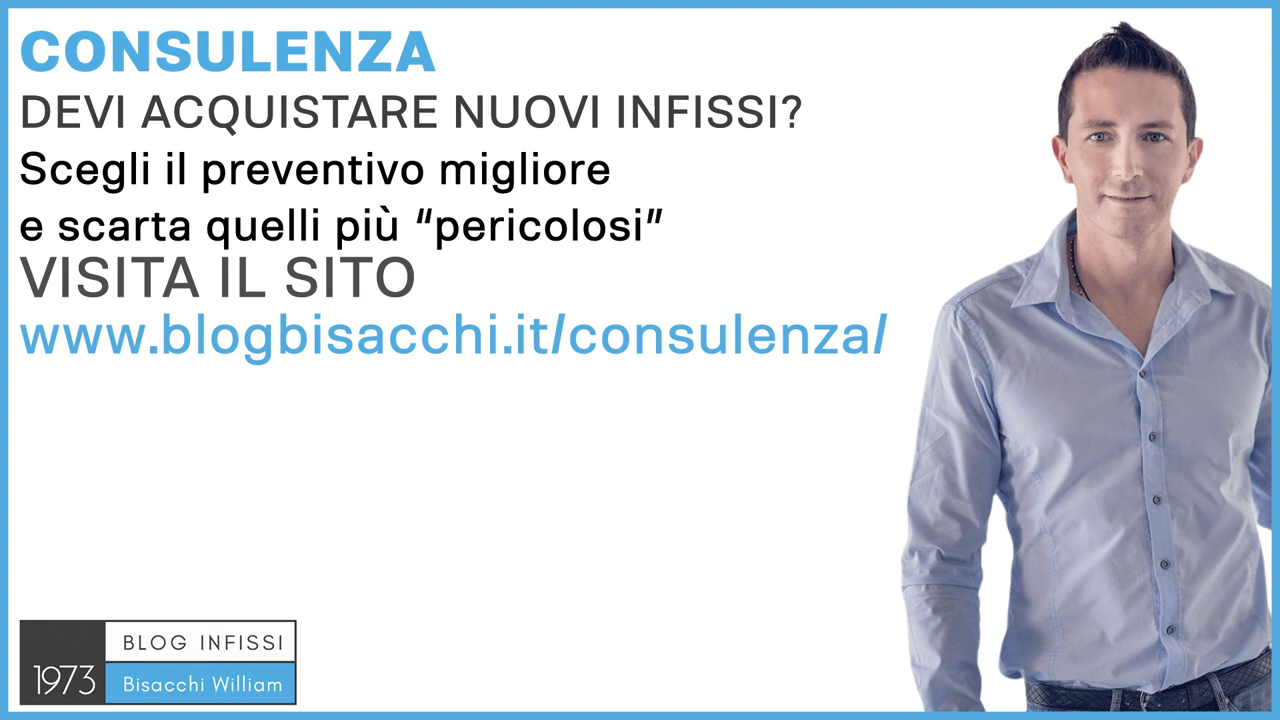 CONSULENZA
DEVI ACQUISTARE NUOVI INFISSI?
Scegli il preventivo migliore
e scarta quelli più “pericolosi”
VISITA IL SITO
www.blogbisacchi.it/consulenza/
BLOG INFISSI
1973 Bisacchi William